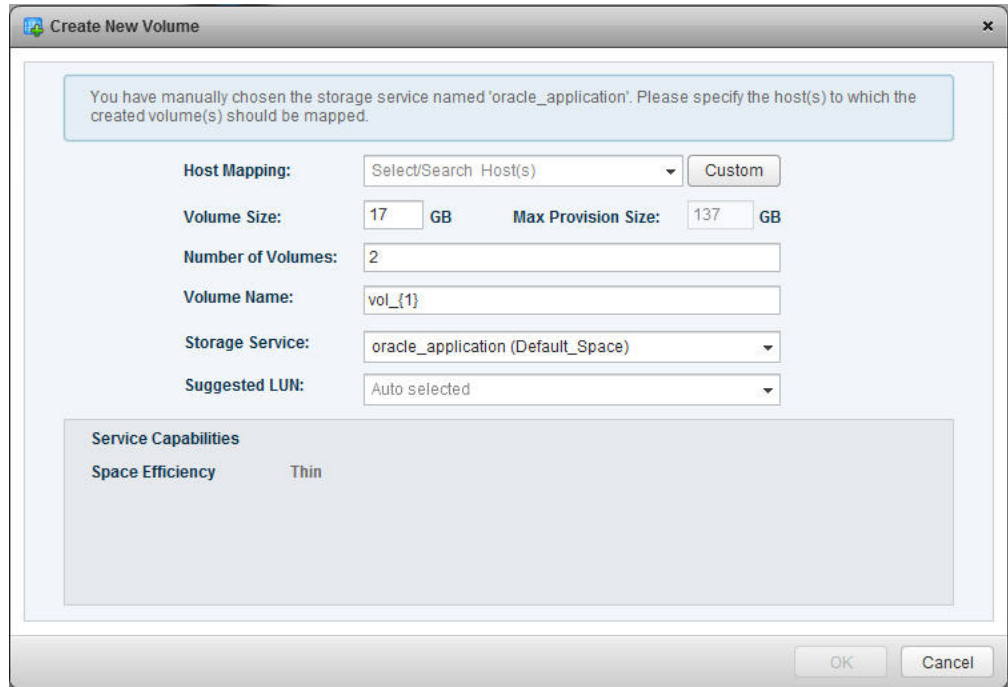 Create New Volume
You have manually chosen the storage service named 'oracle_application'. Please specify the host(s) to which the
created volume(s) should be mapped.
Host Mapping: Select/Search Host(s) Custom
Volume Size: 17 GB Max Provision Size: 137 GB
Number of Volumes: 2
Volume Name: vol_{1}
Storage Service: oracle_application (Default_Space)
Suggested LUN: Auto selected
Service Capabilities
Space Efficiency Thin
OK Cancel